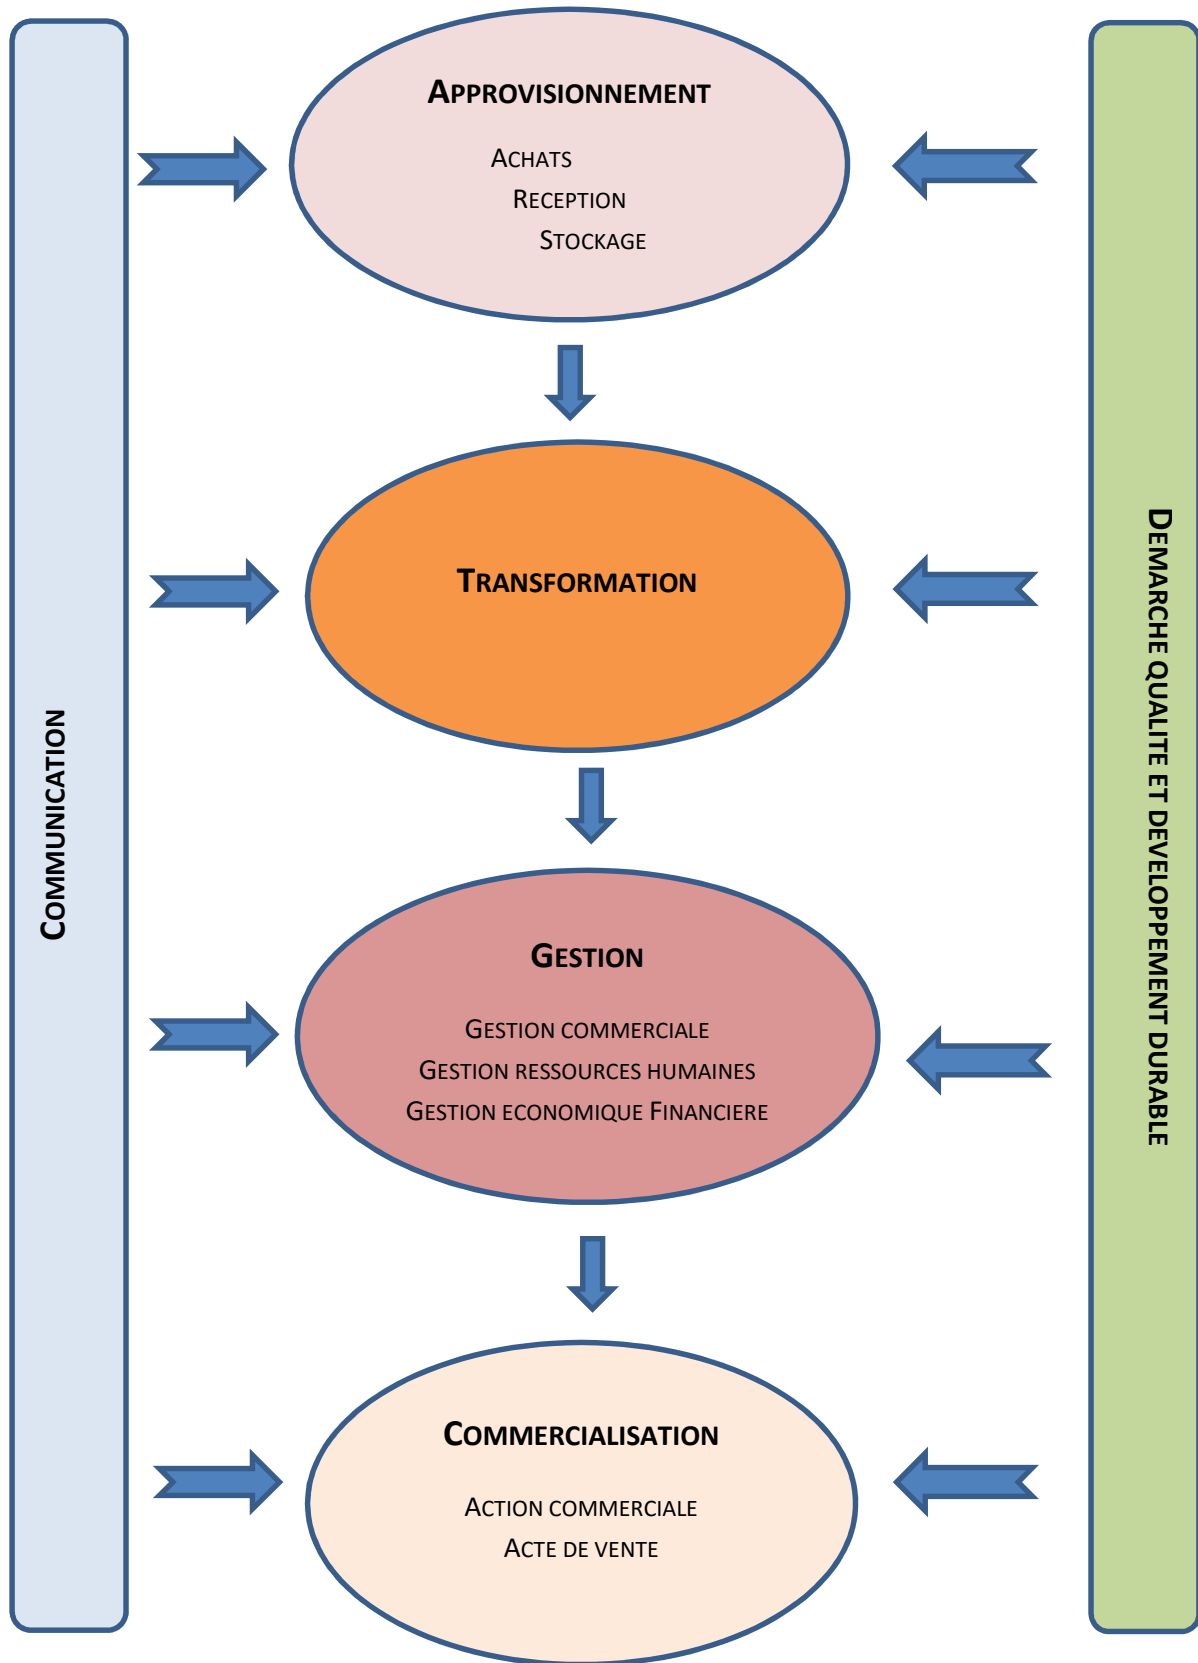 APPROVISIONNEMENT
ACHATS
RECEPTION
STOCKAGE
TRANSFORMATION
GESTION
GESTION COMMERCIALE
GESTION RESSOURCES HUMAINES
GESTION ECONOMIQUE FINANCIERE
COMMERCIALISATION
ACTION COMMERCIALE
ACTE DE VENTE
COMMUNICATION
DEMARCHE QUALITE ET DEVELOPPEMENT DURABLE